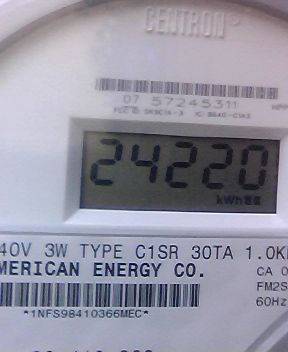 CENTRON®
07 57245311
24220
kWh
40V 3W TYPE C1SR 30TA 1.0K
MERICAN ENERGY CO.
CA 0
FM2S
60Hz
*1NFS98410366MEC*